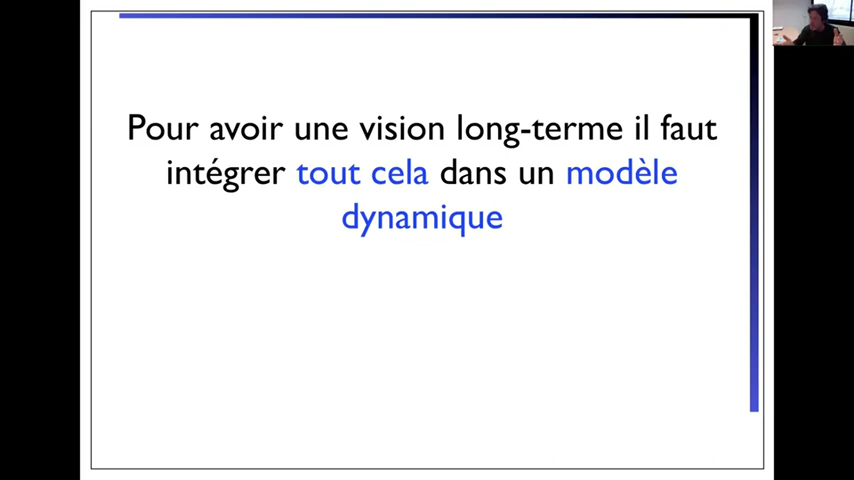 Pour avoir une vision long-terme il faut
intégrer tout cela dans un modèle
dynamique